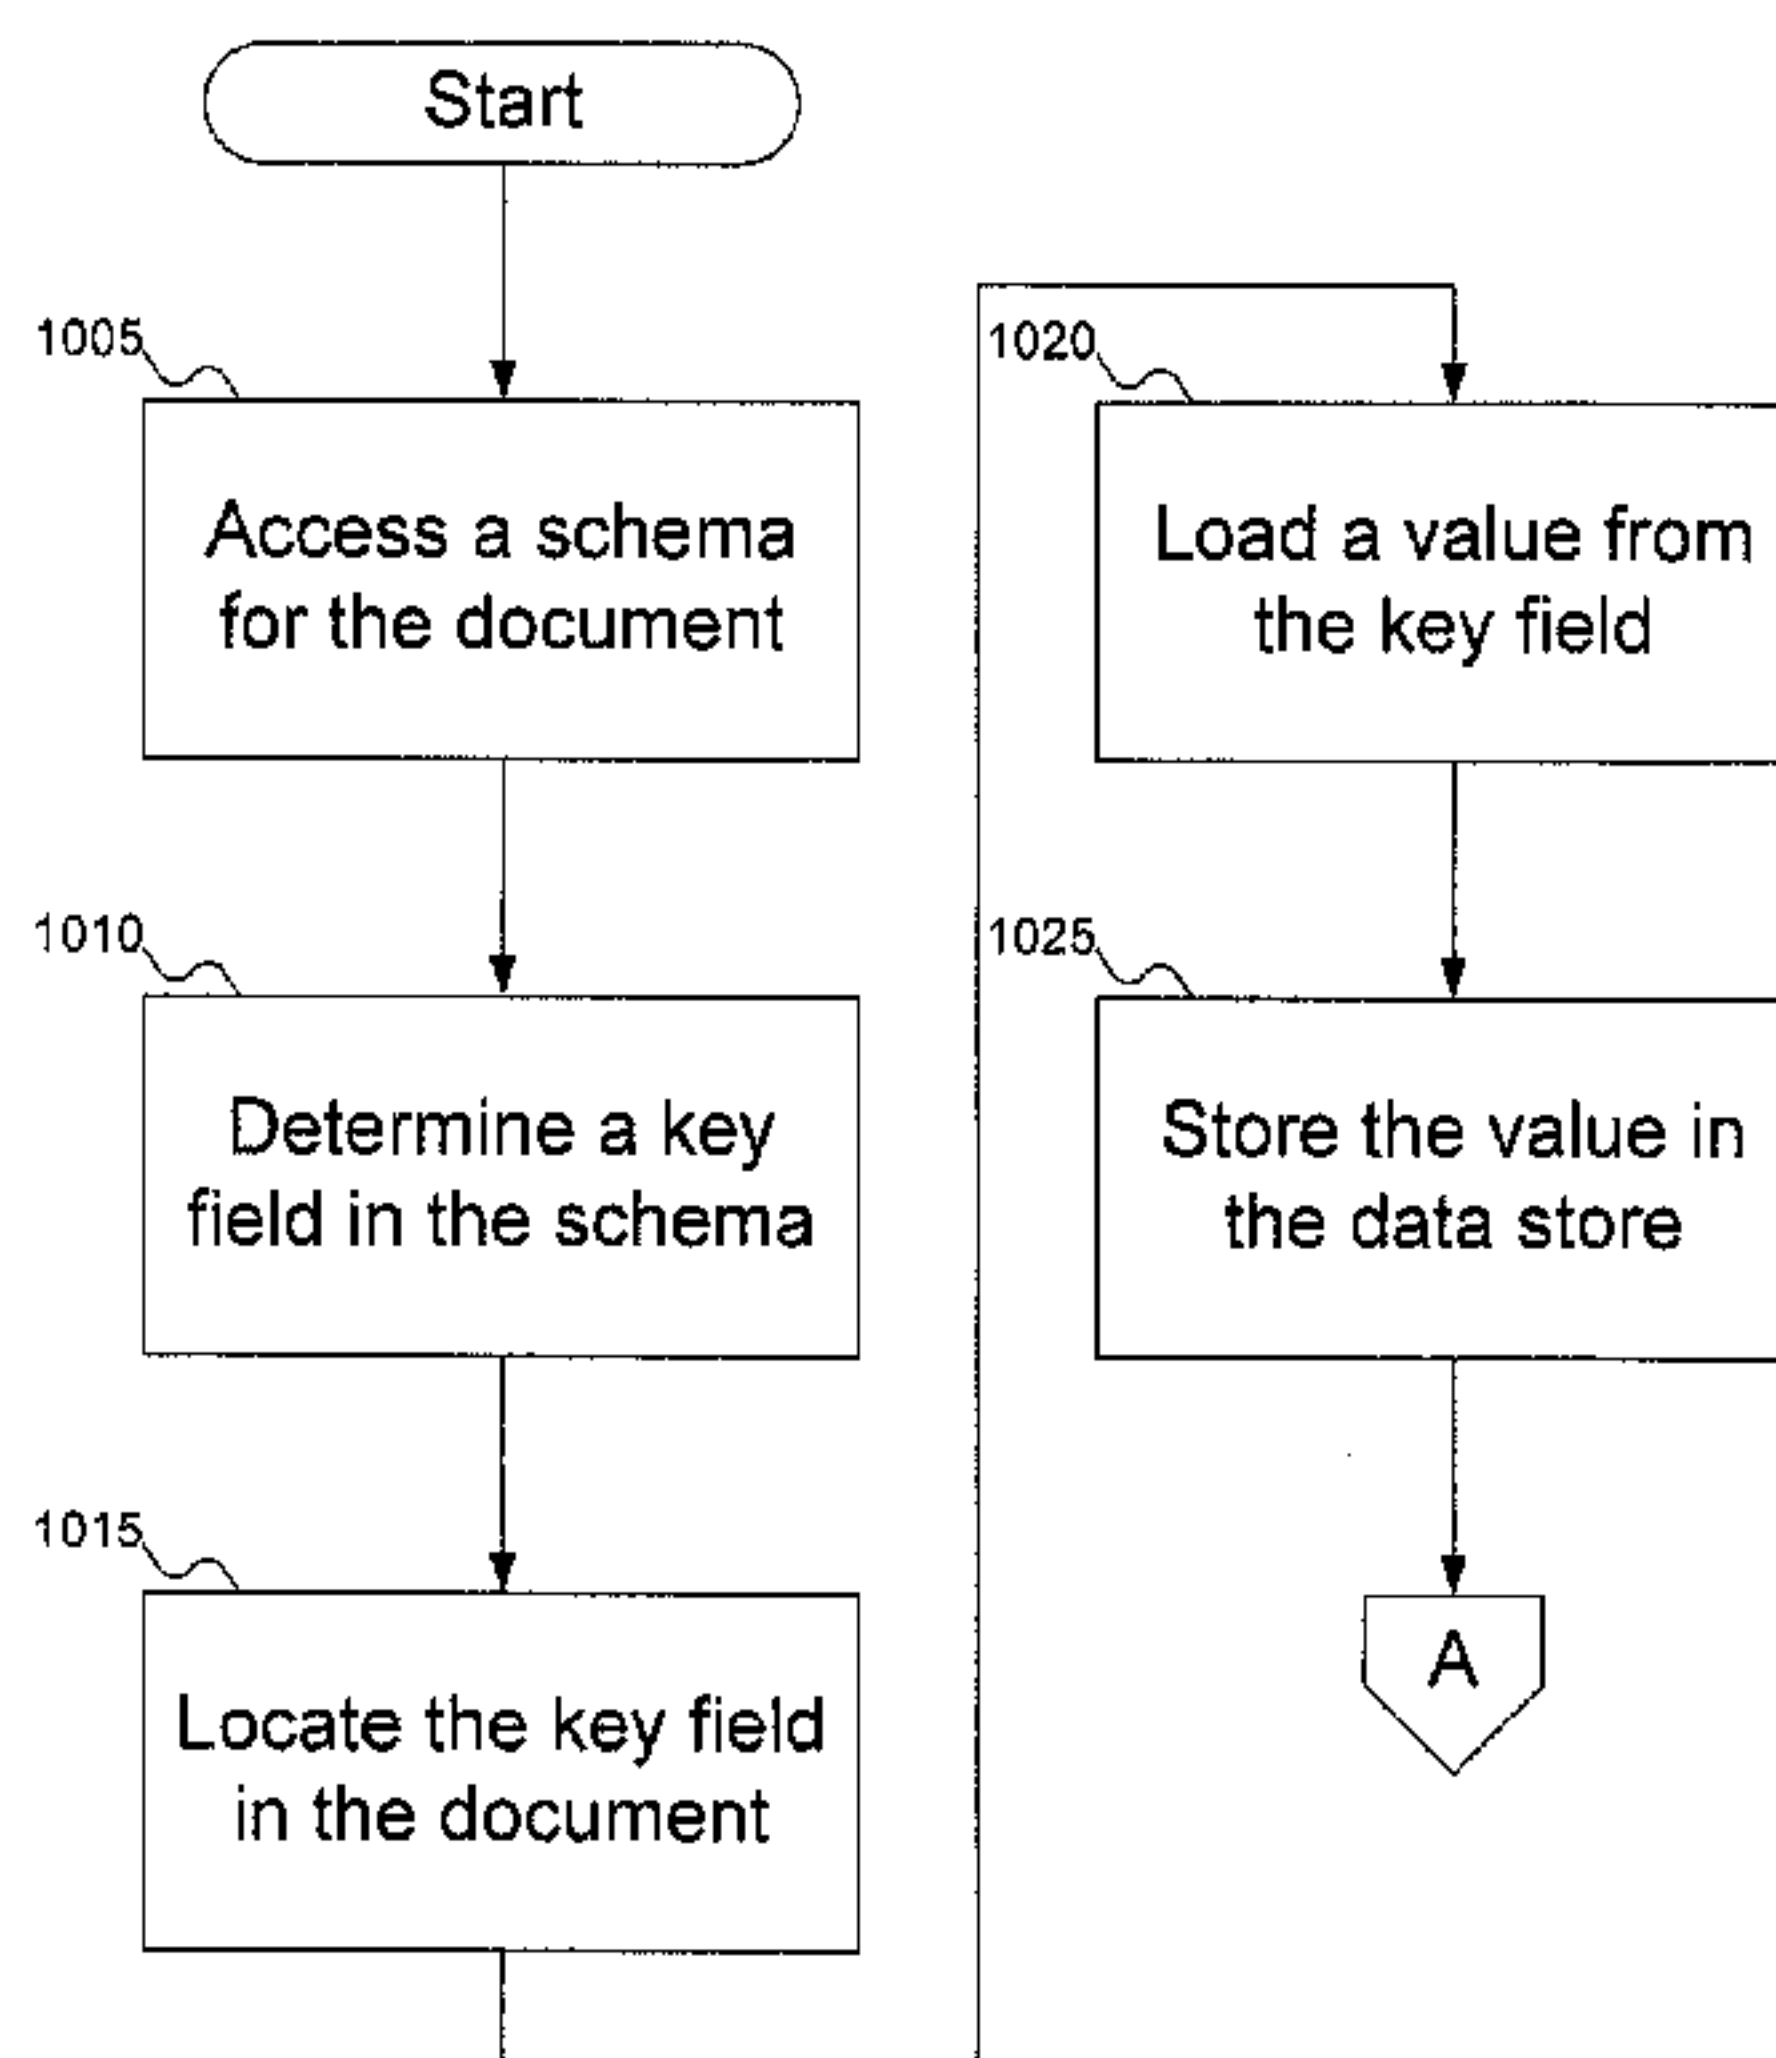 Start
1005
Access a schema
for the document
1010
Determine a key
field in the schema
1015
Locate the key field
in the document
1020
Load a value from
the key field
1025
Store the value in
the data store
A